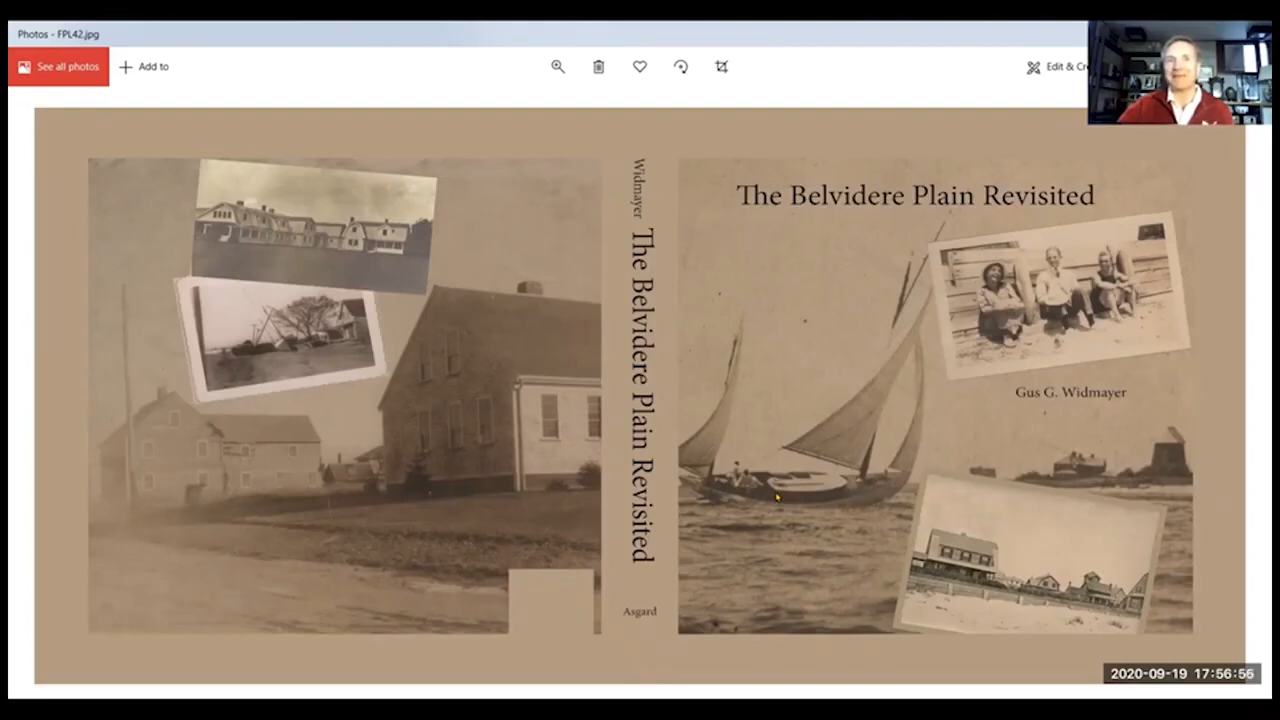 Photos - FPL42.jpg
See all photos
Add to
Edit & Cre
Widmayer The Belvidere Plain Revisited Asgard
The Belvidere Plain Revisited
Gus G. Widmayer
2020-09-19 17:56:56